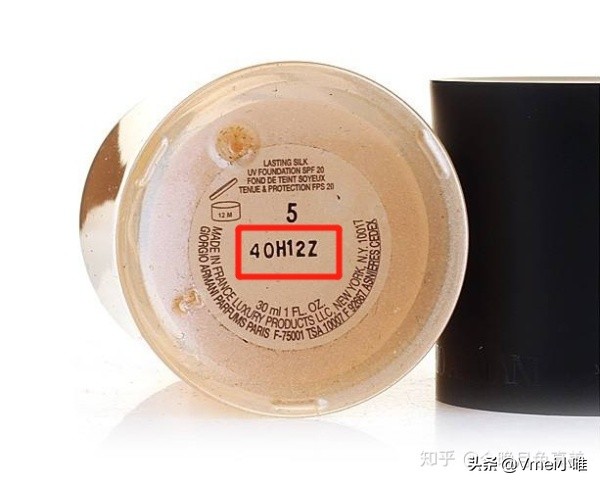 LASTING SILK
UV FOUNDATION SPF 20
FOND DE TEINT SOYEUX
TENUE & PROTECTION FPS 20
12 M
5
40H12Z
30 ml 1 FL. OZ.
MADE IN FRANCE LUXURY PRODUCTS LLC, NEW YORK, N.Y. 10017
GIORGIO ARMANI PARFUMS PARIS F-75001 TSA 10007 F 92667 ASNIERES CEDEX
知乎
头条@Vmei小唯